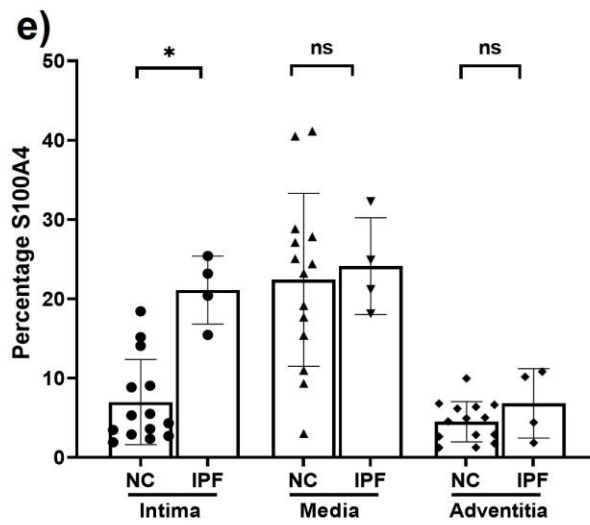 e)
* ns ns
50
40
30
20
10
0
Percentage S100A4
NC IPF NC IPF NC IPF
Intima Media Adventitia